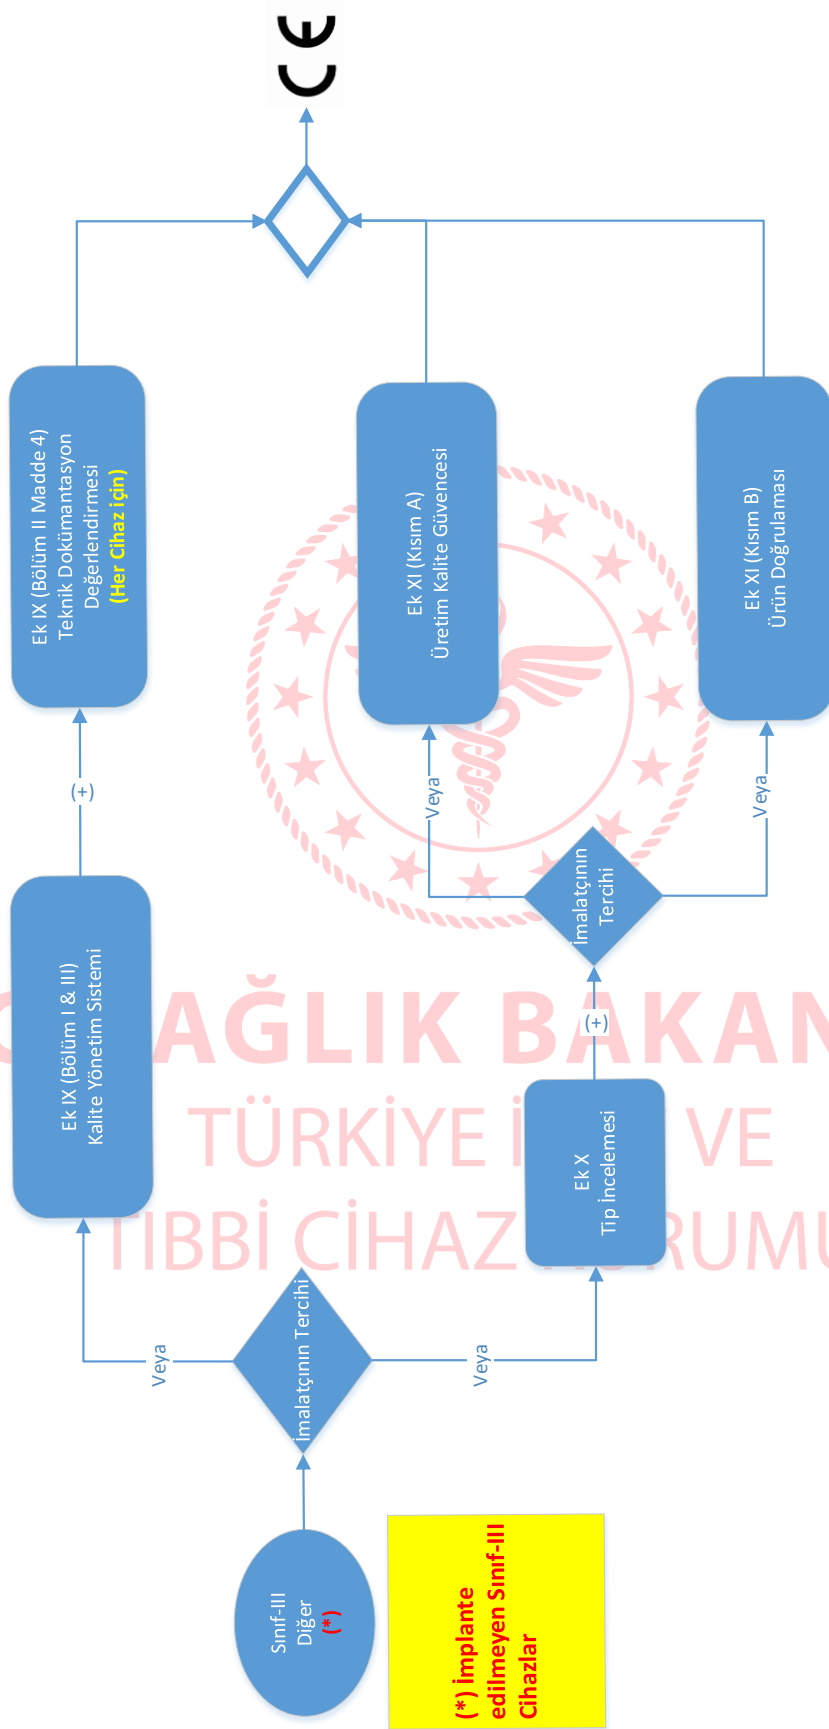 Sınıf-III
Diğer
(*)
(*) İmplante
edilmeyen Sınıf-III
Cihazlar
İmalatçının Tercihi
Veya
Veya
Ek IX (Bölüm I & III)
Kalite Yönetim Sistemi
(+)
Ek IX (Bölüm II Madde 4)
Teknik Dokümantasyon
Değerlendirmesi
(Her Cihaz için)
Ek X
Tip İncelemesi
(+)
İmalatçının
Tercihi
Veya
Veya
Ek XI (Kısım A)
Üretim Kalite Güvencesi
Ek XI (Kısım B)
Ürün Doğrulaması
CE
AĞLIK BAKAN
TÜRKİYE İ VE
TIBBİ CİHAZ URUMU